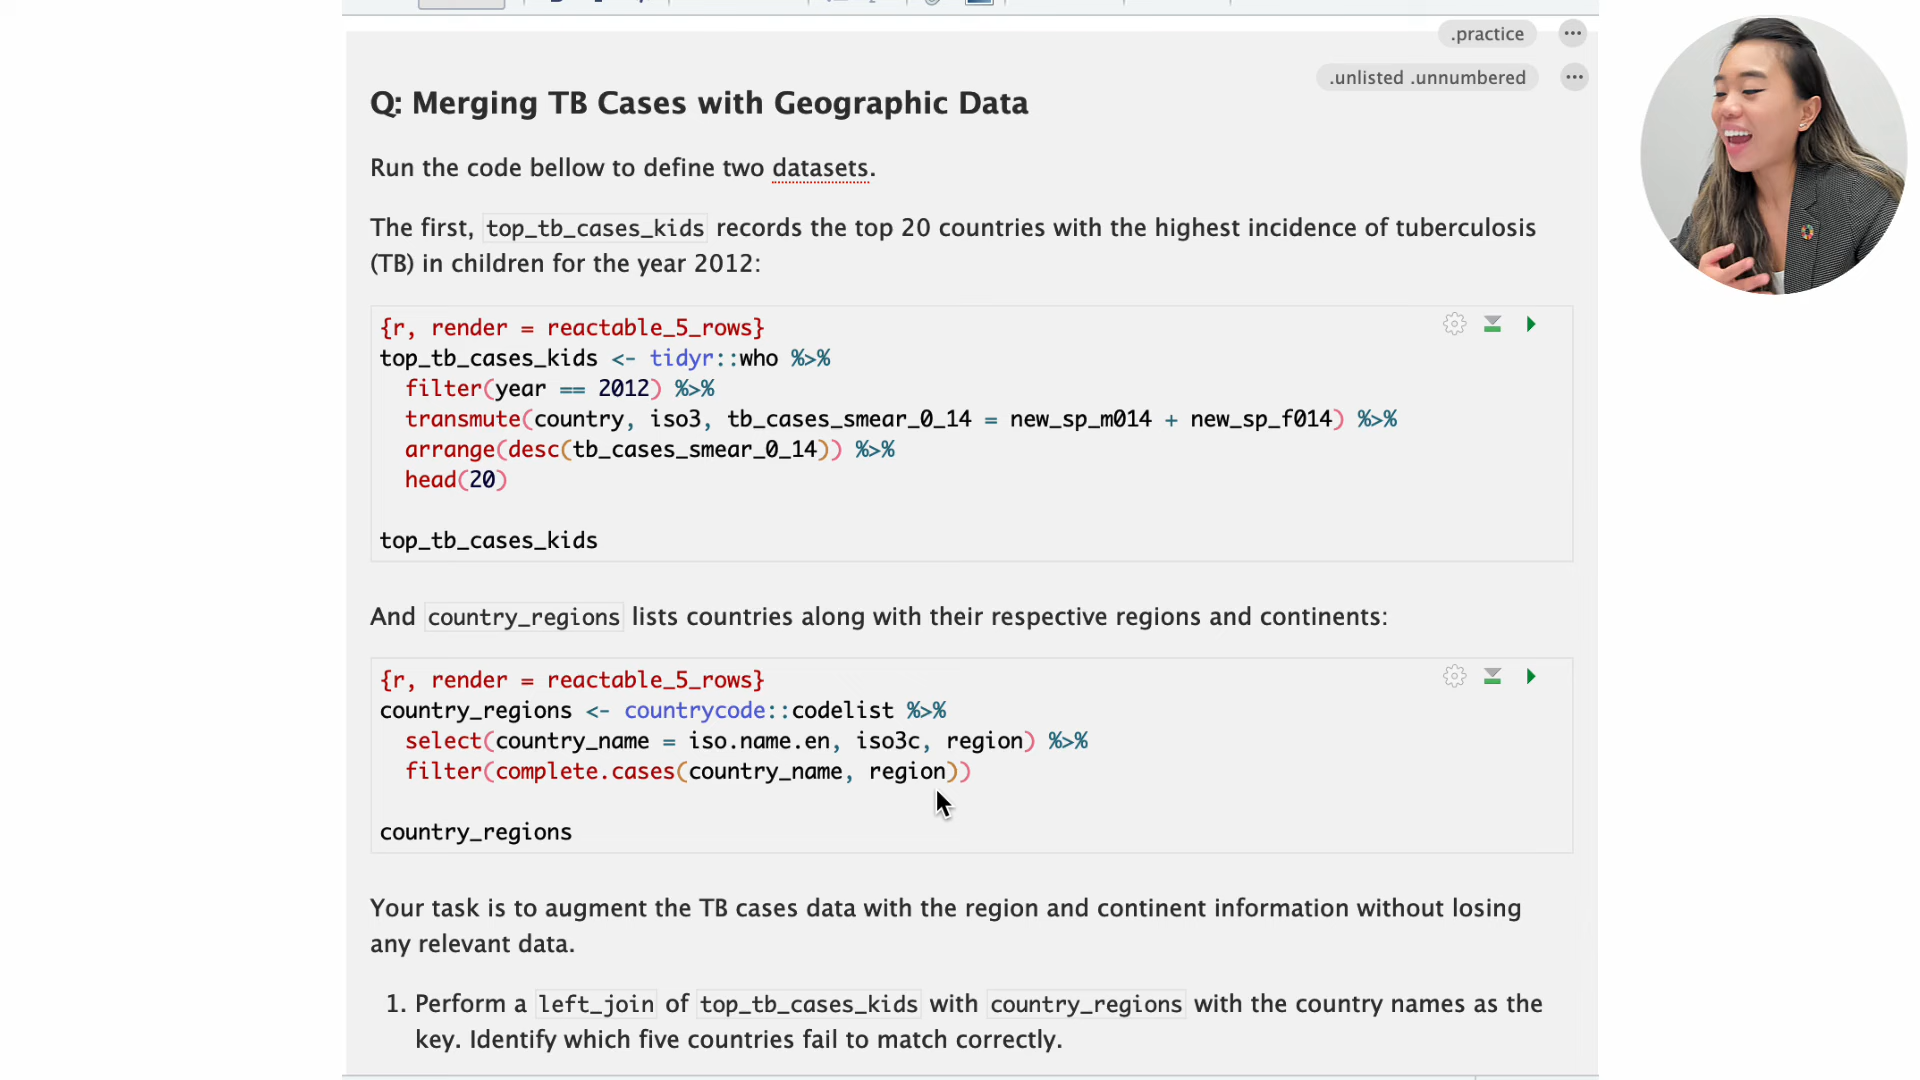 .practice
.unlisted .unnumbered
Q: Merging TB Cases with Geographic Data
Run the code bellow to define two datasets.
The first, top_tb_cases_kids records the top 20 countries with the highest incidence of tuberculosis
(TB) in children for the year 2012:
{r, render = reactable_5_rows}
top_tb_cases_kids <- tidyr::who %>%
  filter(year == 2012) %>%
  transmute(country, iso3, tb_cases_smear_0_14 = new_sp_m014 + new_sp_f014) %>%
  arrange(desc(tb_cases_smear_0_14)) %>%
  head(20)
top_tb_cases_kids
And country_regions lists countries along with their respective regions and continents:
{r, render = reactable_5_rows}
country_regions <- countrycode::codelist %>%
  select(country_name = iso.name.en, iso3c, region) %>%
  filter(complete.cases(country_name, region))
country_regions
Your task is to augment the TB cases data with the region and continent information without losing
any relevant data.
1. Perform a left_join of top_tb_cases_kids with country_regions with the country names as the
key. Identify which five countries fail to match correctly.